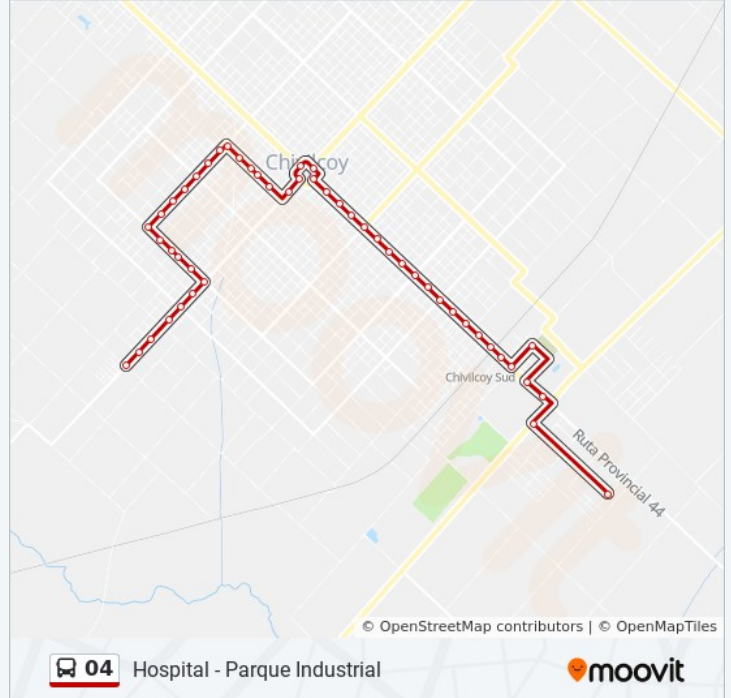 Chivilcoy
Chivilcoy Sud
Ruta Provincial 44
© OpenStreetMap contributors | © OpenMapTiles
04 Hospital - Parque Industrial
moovit